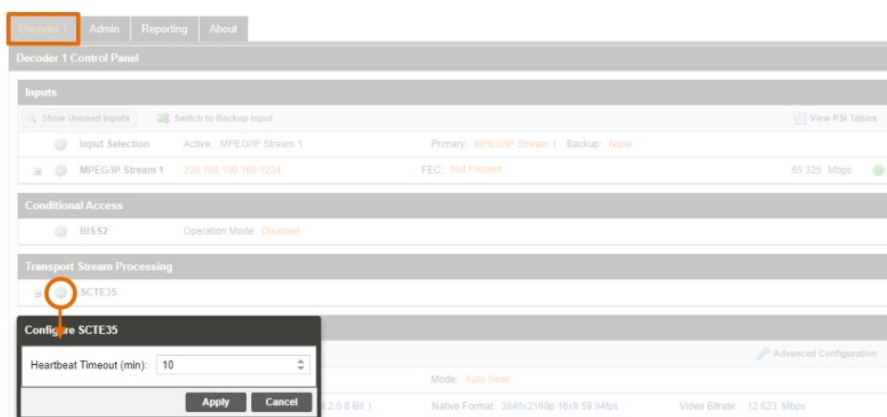 Decoder 1 Admin Reporting About
Decoder 1 Control Panel
Inputs
Show Unused Inputs Switch to Backup Input View PSI Tables
Input Selection Active: MPEG/IP Stream 1 Primary: MPEG/IP Stream 1 Backup: None
MPEG/IP Stream 1 239.100.100.100:1234 FEC: Not Present 65.325 Mbps
Conditional Access
BISS2 Operation Mode: Disabled
Transport Stream Processing
SCTE35
Configure SCTE35
Heartbeat Timeout (min): 10
Advanced Configuration
Mode: Auto Seek
Apply Cancel
2:0 8 Bit ) Native Format: 3840x2160p 16x9 59.94fps Video Bitrate: 12.623 Mbps